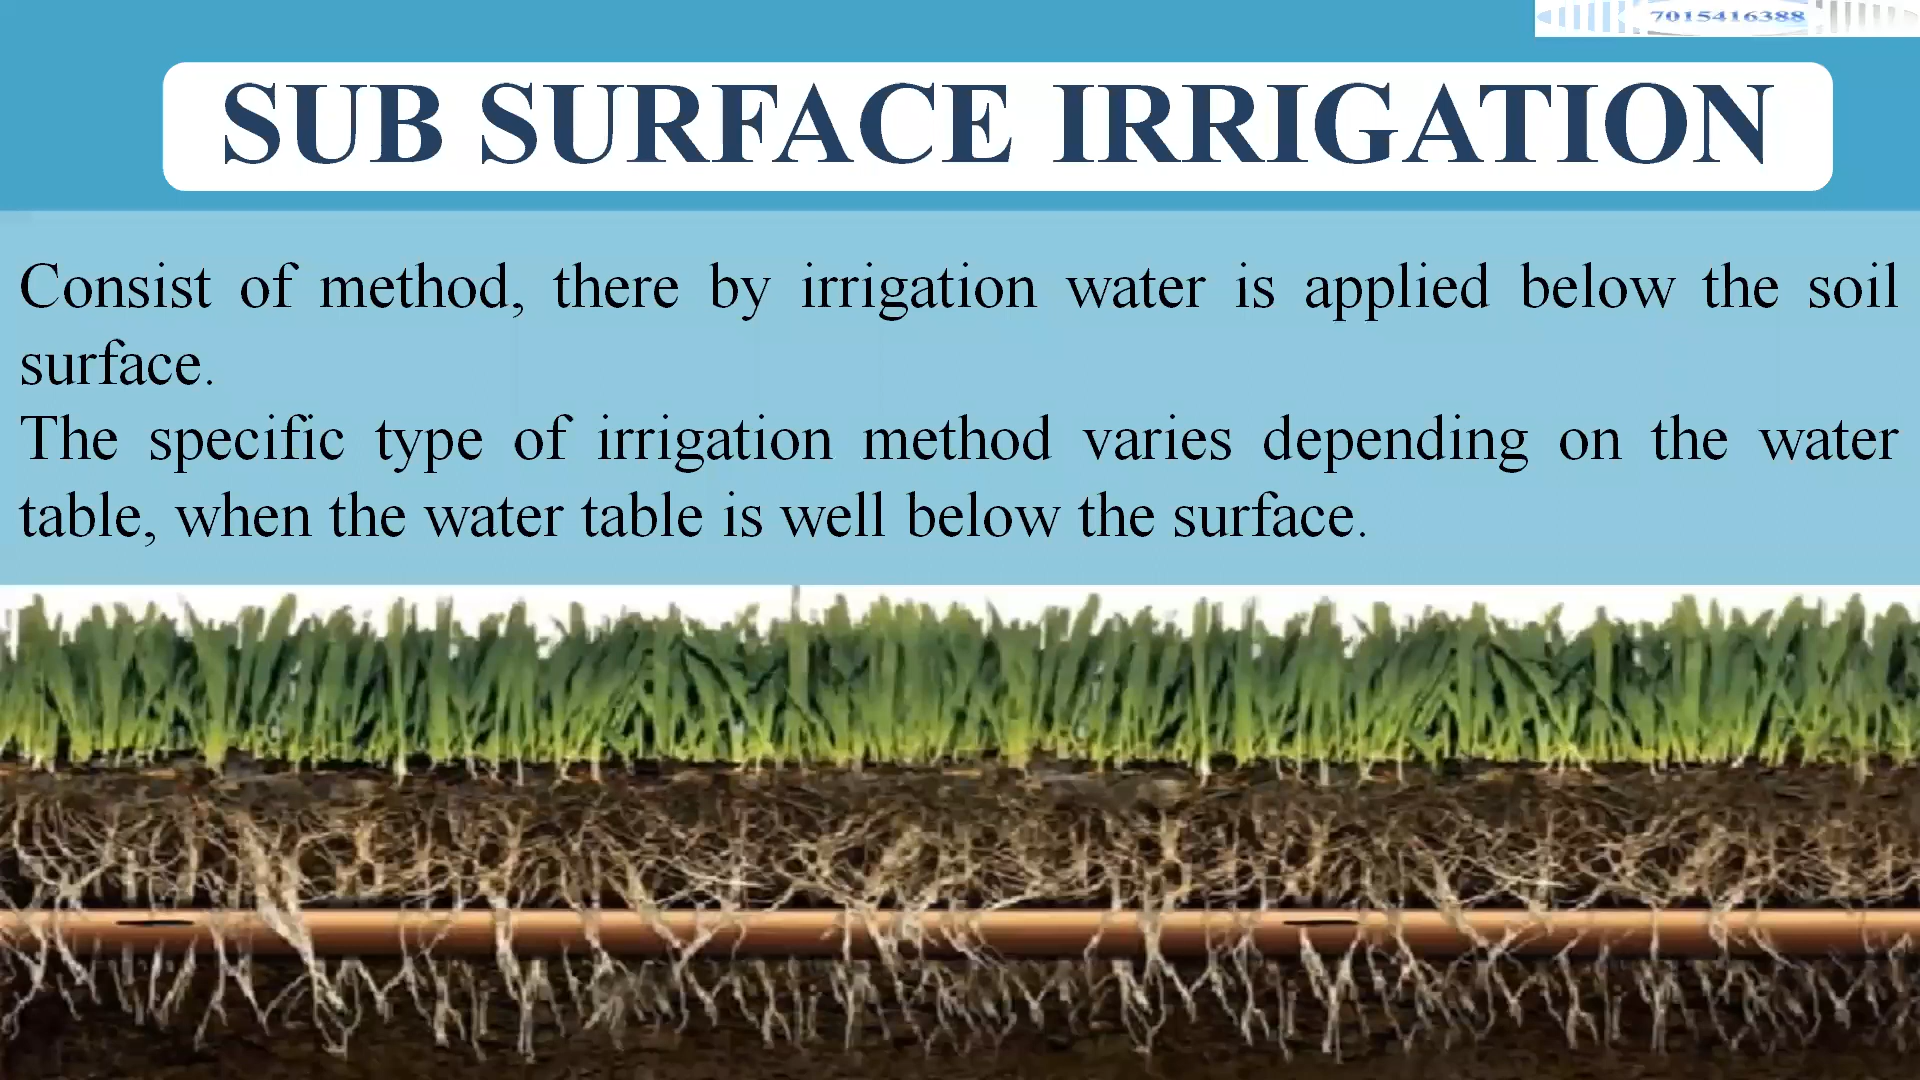 7015416388
SUB SURFACE IRRIGATION
Consist of method, there by irrigation water is applied below the soil
surface.
The specific type of irrigation method varies depending on the water
table, when the water table is well below the surface.